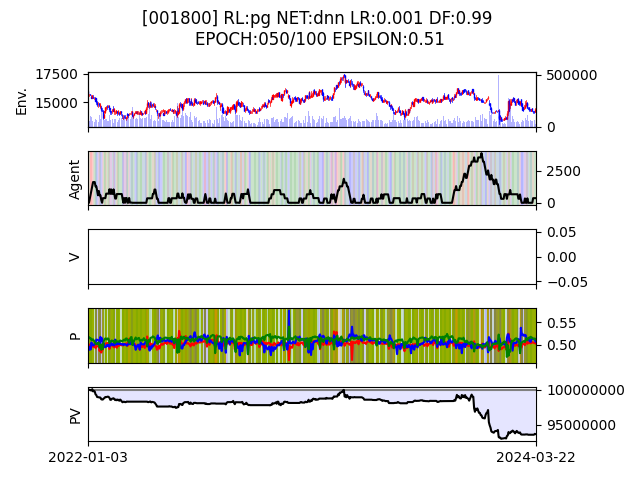 [001800] RL:pg NET:dnn LR:0.001 DF:0.99
EPOCH:050/100 EPSILON:0.51
Env.
17500
15000
500000
0
Agent
2500
0
V
0.05
0.00
−0.05
P
0.55
0.50
PV
100000000
95000000
2022-01-03
2024-03-22